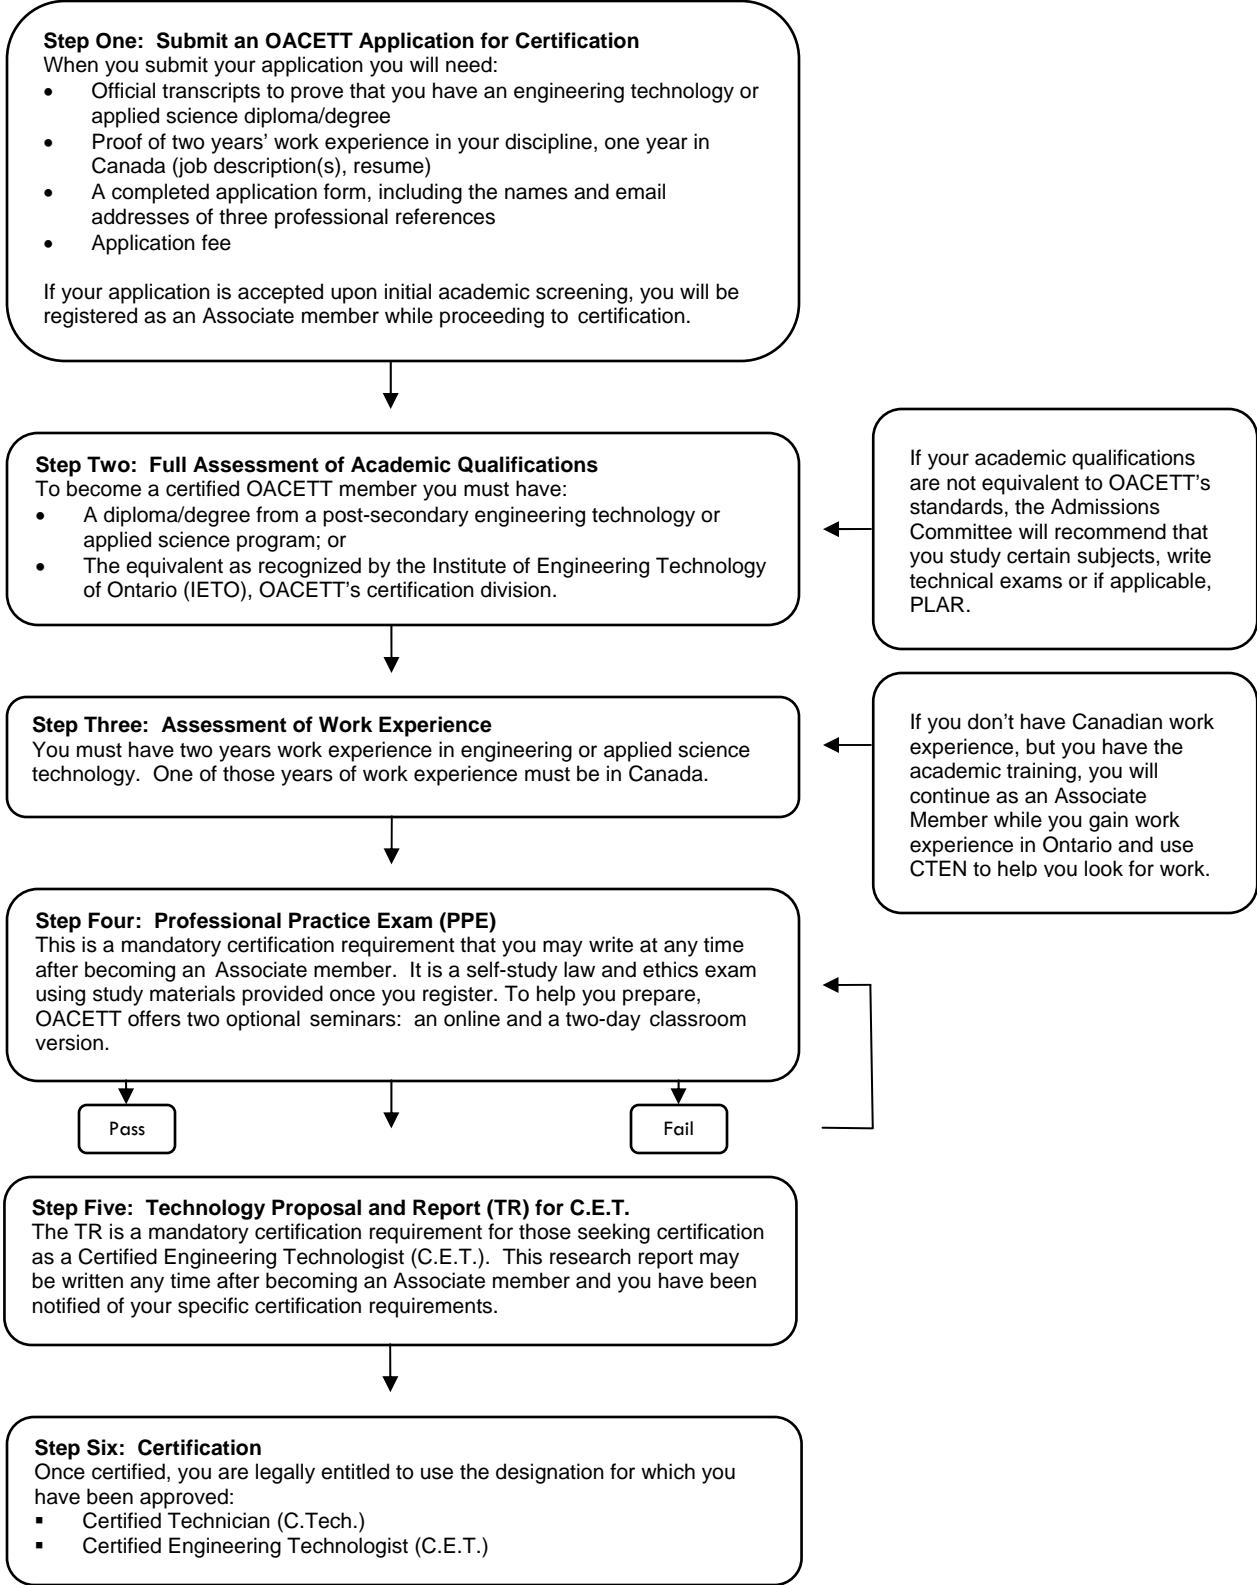 Step One: Submit an OACETT Application for Certification
When you submit your application you will need:
• Official transcripts to prove that you have an engineering technology or
applied science diploma/degree
• Proof of two years’ work experience in your discipline, one year in
Canada (job description(s), resume)
• A completed application form, including the names and email
addresses of three professional references
• Application fee
If your application is accepted upon initial academic screening, you will be
registered as an Associate member while proceeding to certification.
Step Two: Full Assessment of Academic Qualifications
To become a certified OACETT member you must have:
• A diploma/degree from a post-secondary engineering technology or
applied science program; or
• The equivalent as recognized by the Institute of Engineering Technology
of Ontario (IETO), OACETT’s certification division.
If your academic qualifications
are not equivalent to OACETT’s
standards, the Admissions
Committee will recommend that
you study certain subjects, write
technical exams or if applicable,
PLAR.
Step Three: Assessment of Work Experience
You must have two years work experience in engineering or applied science
technology. One of those years of work experience must be in Canada.
If you don’t have Canadian work
experience, but you have the
academic training, you will
continue as an Associate
Member while you gain work
experience in Ontario and use
CTEN to help you look for work.
Step Four: Professional Practice Exam (PPE)
This is a mandatory certification requirement that you may write at any time
after becoming an Associate member. It is a self-study law and ethics exam
using study materials provided once you register. To help you prepare,
OACETT offers two optional seminars: an online and a two-day classroom
version.
Pass
Fail
Step Five: Technology Proposal and Report (TR) for C.E.T.
The TR is a mandatory certification requirement for those seeking certification
as a Certified Engineering Technologist (C.E.T.). This research report may
be written any time after becoming an Associate member and you have been
notified of your specific certification requirements.
Step Six: Certification
Once certified, you are legally entitled to use the designation for which you
have been approved:
▪ Certified Technician (C.Tech.)
▪ Certified Engineering Technologist (C.E.T.)